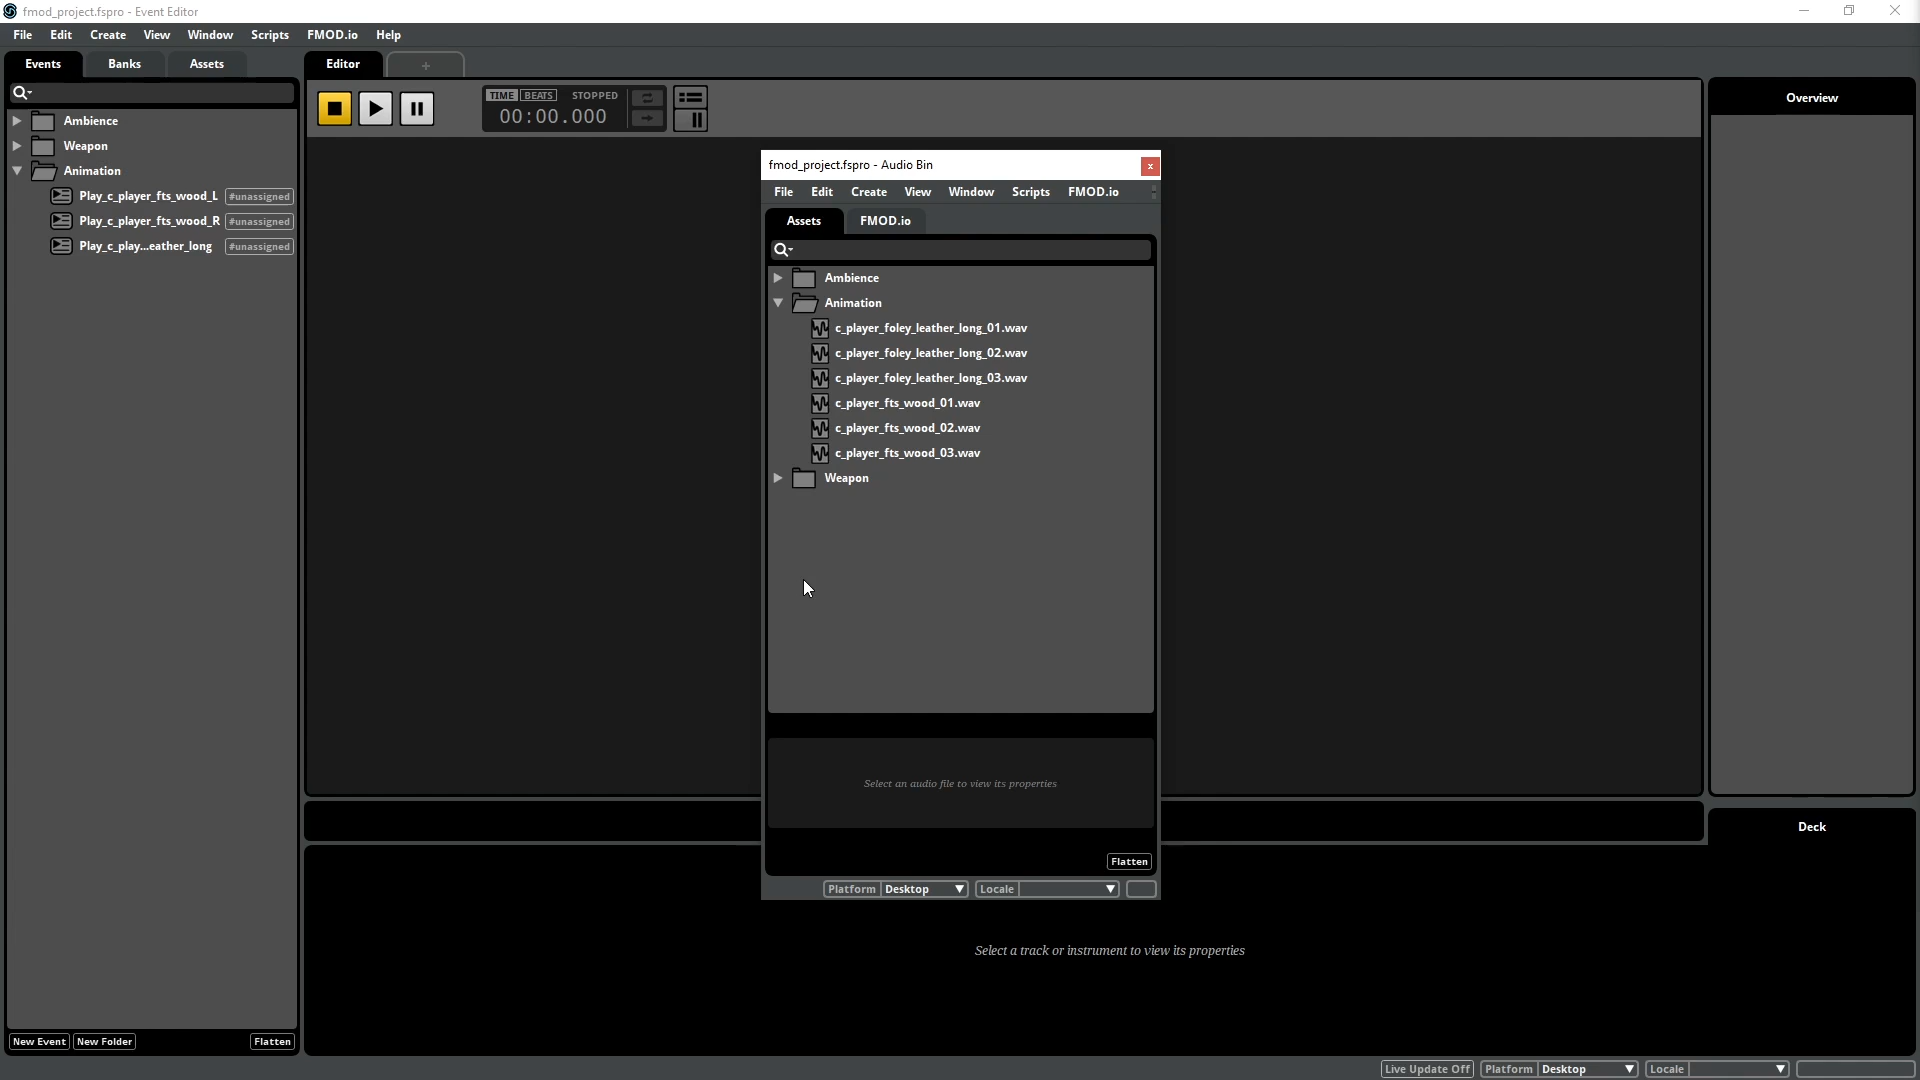 fmod_project.fspro - Event Editor
File Edit Create View Window Scripts FMOD.io Help
Events Banks Assets
Editor +
TIME BEATS STOPPED
00:00.000
Overview
Ambience
Weapon
Animation
Play_c_player_fts_wood_L #unassigned
Play_c_player_fts_wood_R #unassigned
Play_c_play...eather_long #unassigned
fmod_project.fspro - Audio Bin
File Edit Create View Window Scripts FMOD.io
Assets FMOD.io
Ambience
Animation
c_player_foley_leather_long_01.wav
c_player_foley_leather_long_02.wav
c_player_foley_leather_long_03.wav
c_player_fts_wood_01.wav
c_player_fts_wood_02.wav
c_player_fts_wood_03.wav
Weapon
Select an audio file to view its properties
Flatten
Platform Desktop Locale
Deck
Select a track or instrument to view its properties
New Event New Folder Flatten
Live Update Off Platform Desktop Locale